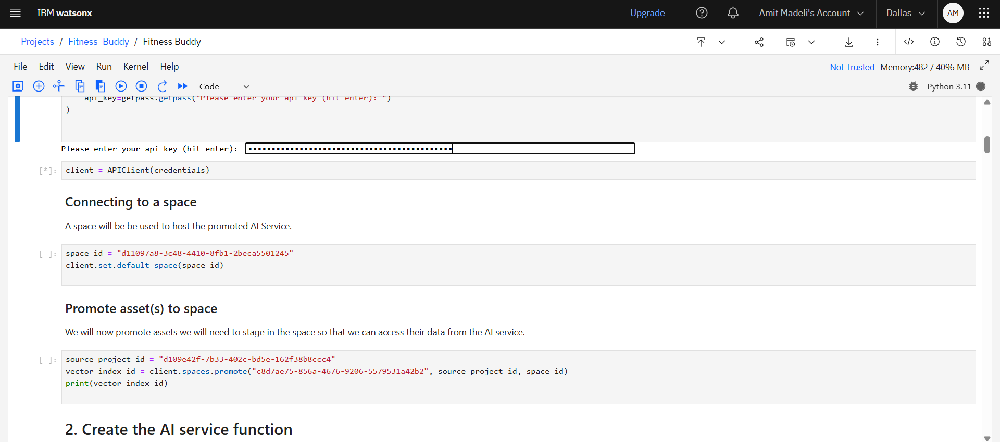 IBM watsonx
Upgrade
Amit Madeli's Account
Dallas
AM
Projects / Fitness_Buddy / Fitness Buddy
File Edit View Run Kernel Help
Not Trusted Memory:482 / 4096 MB
Code
Python 3.11
api_key=getpass.getpass("Please enter your api key (hit enter): ")
)
Please enter your api key (hit enter): ••••••••••••••••••••••••••••••••••••••••••••
[*]: client = APIClient(credentials)
Connecting to a space
A space will be be used to host the promoted AI Service.
[ ]: space_id = "d11097a8-3c48-4410-8fb1-2beca5501245"
client.set.default_space(space_id)
Promote asset(s) to space
We will now promote assets we will need to stage in the space so that we can access their data from the AI service.
[ ]: source_project_id = "d109e42f-7b33-402c-bd5e-162f38b8ccc4"
vector_index_id = client.spaces.promote("c8d7ae75-856a-4676-9206-5579531a42b2", source_project_id, space_id)
print(vector_index_id)
2. Create the AI service function